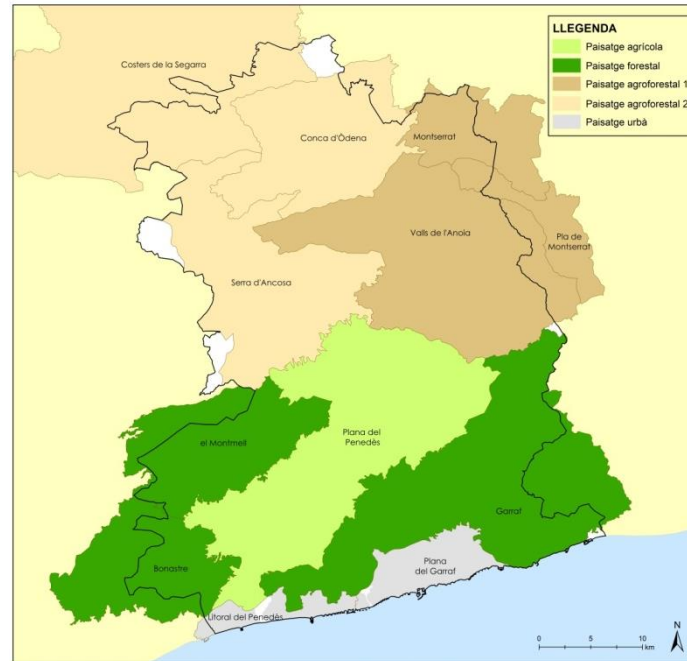 LLEGENDA
Paisatge agrícola
Paisatge forestal
Paisatge agroforestal 1
Paisatge agroforestal 2
Paisatge urbà
Costers de la Segarra
Conca d'Òdena
Montserrat
Valls de l'Anoia
Pla de
Montserrat
Serra d'Ancosa
Plana del
Penedès
el Montmell
Garraf
Bonastre
Plana
del Garraf
Litoral del Penedès
N
0 5 10
km